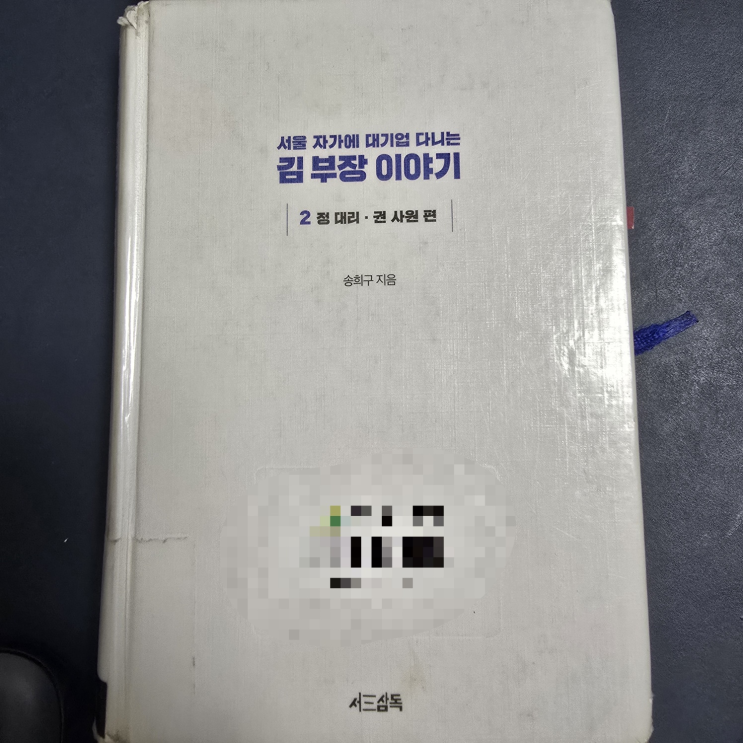 서울 자가에 대기업 다니는
김 부장 이야기
2 정 대리 · 권 사원 편
송희구 지음
서삼독